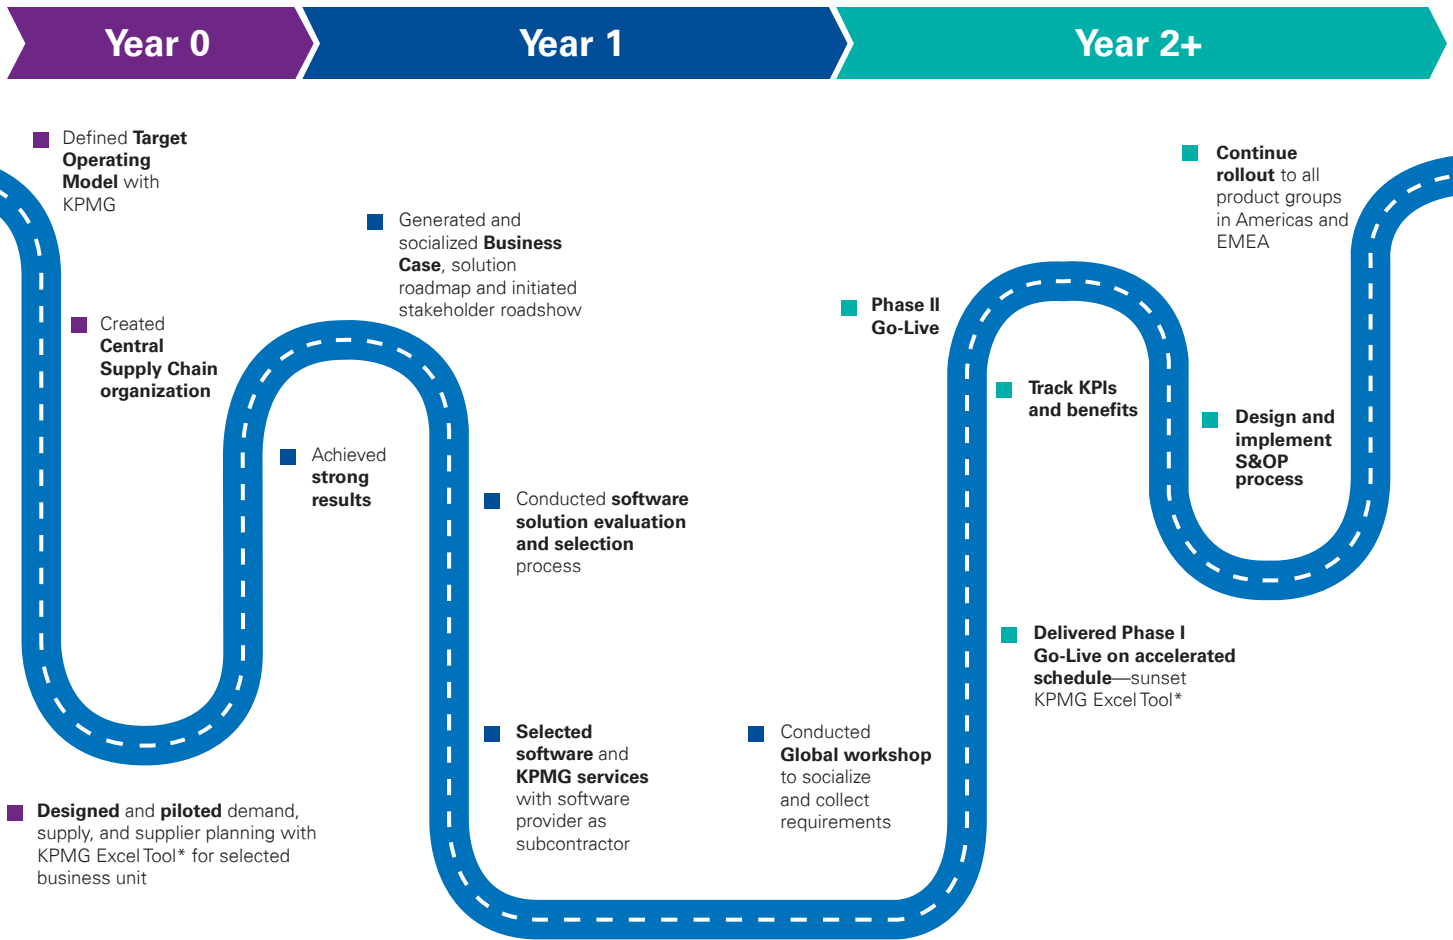 Year 0
Year 1
Year 2+
Defined Target
Operating
Model with
KPMG
Created
Central
Supply Chain
organization
Designed and piloted demand,
supply, and supplier planning with
KPMG Excel Tool* for selected
business unit
Achieved
strong
results
Generated and
socialized Business
Case, solution
roadmap and initiated
stakeholder roadshow
Conducted software
solution evaluation
and selection
process
Selected
software and
KPMG services
with software
provider as
subcontractor
Conducted
Global workshop
to socialize
and collect
requirements
Delivered Phase I
Go-Live on accelerated
schedule—sunset
KPMG Excel Tool*
Phase II
Go-Live
Track KPIs
and benefits
Design and
implement
S&OP
process
Continue
rollout to all
product groups
in Americas and
EMEA